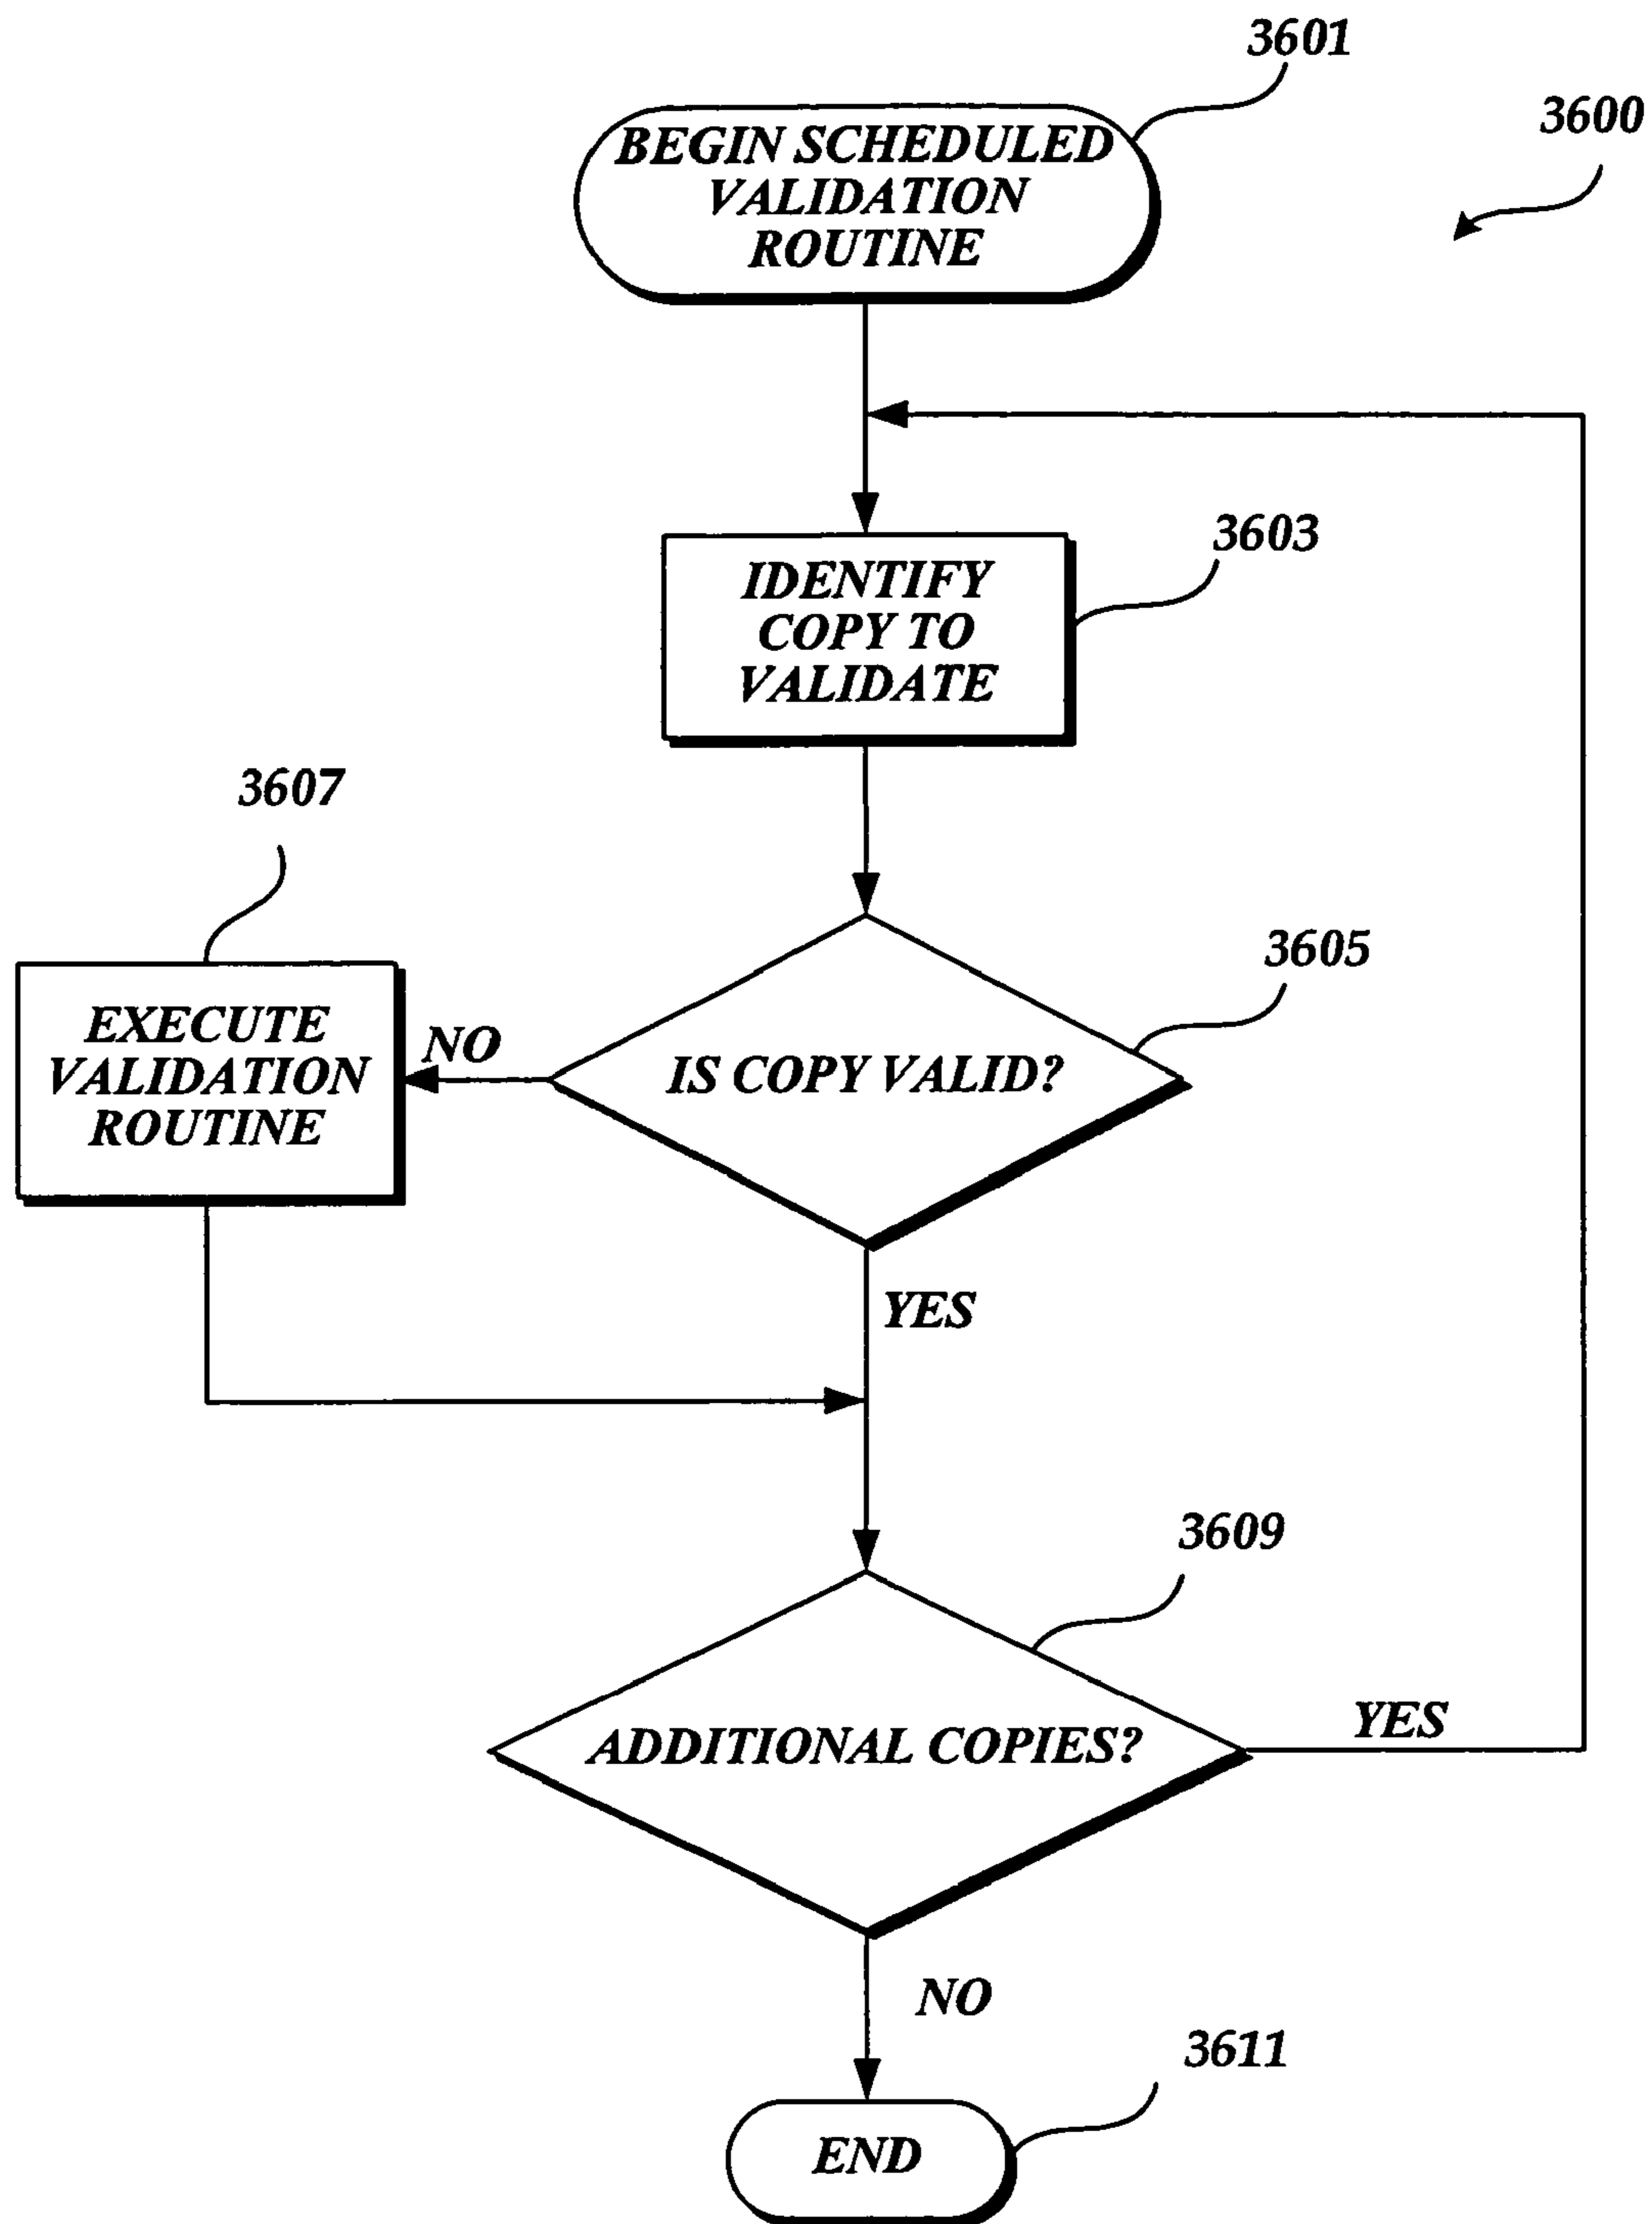 3601
3600
BEGIN SCHEDULED
VALIDATION
ROUTINE
3603
IDENTIFY
COPY TO
VALIDATE
3607
3605
EXECUTE
VALIDATION
ROUTINE
NO
IS COPY VALID?
YES
3609
ADDITIONAL COPIES?
YES
NO
3611
END